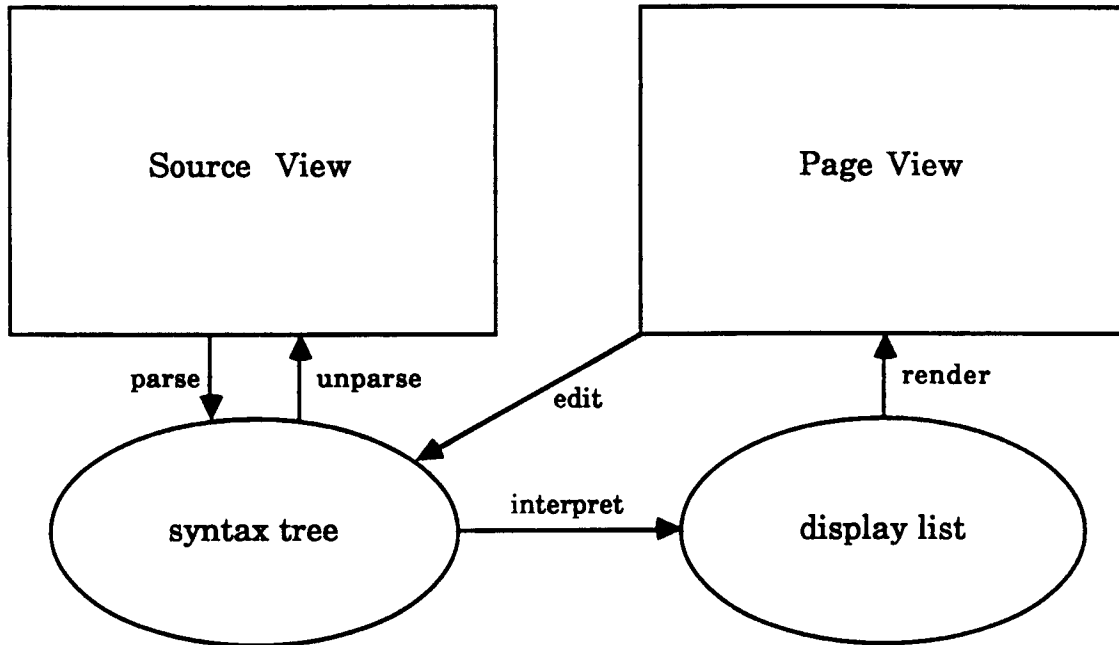 Source View
Page View
parse
unparse
edit
render
interpret
syntax tree
display list